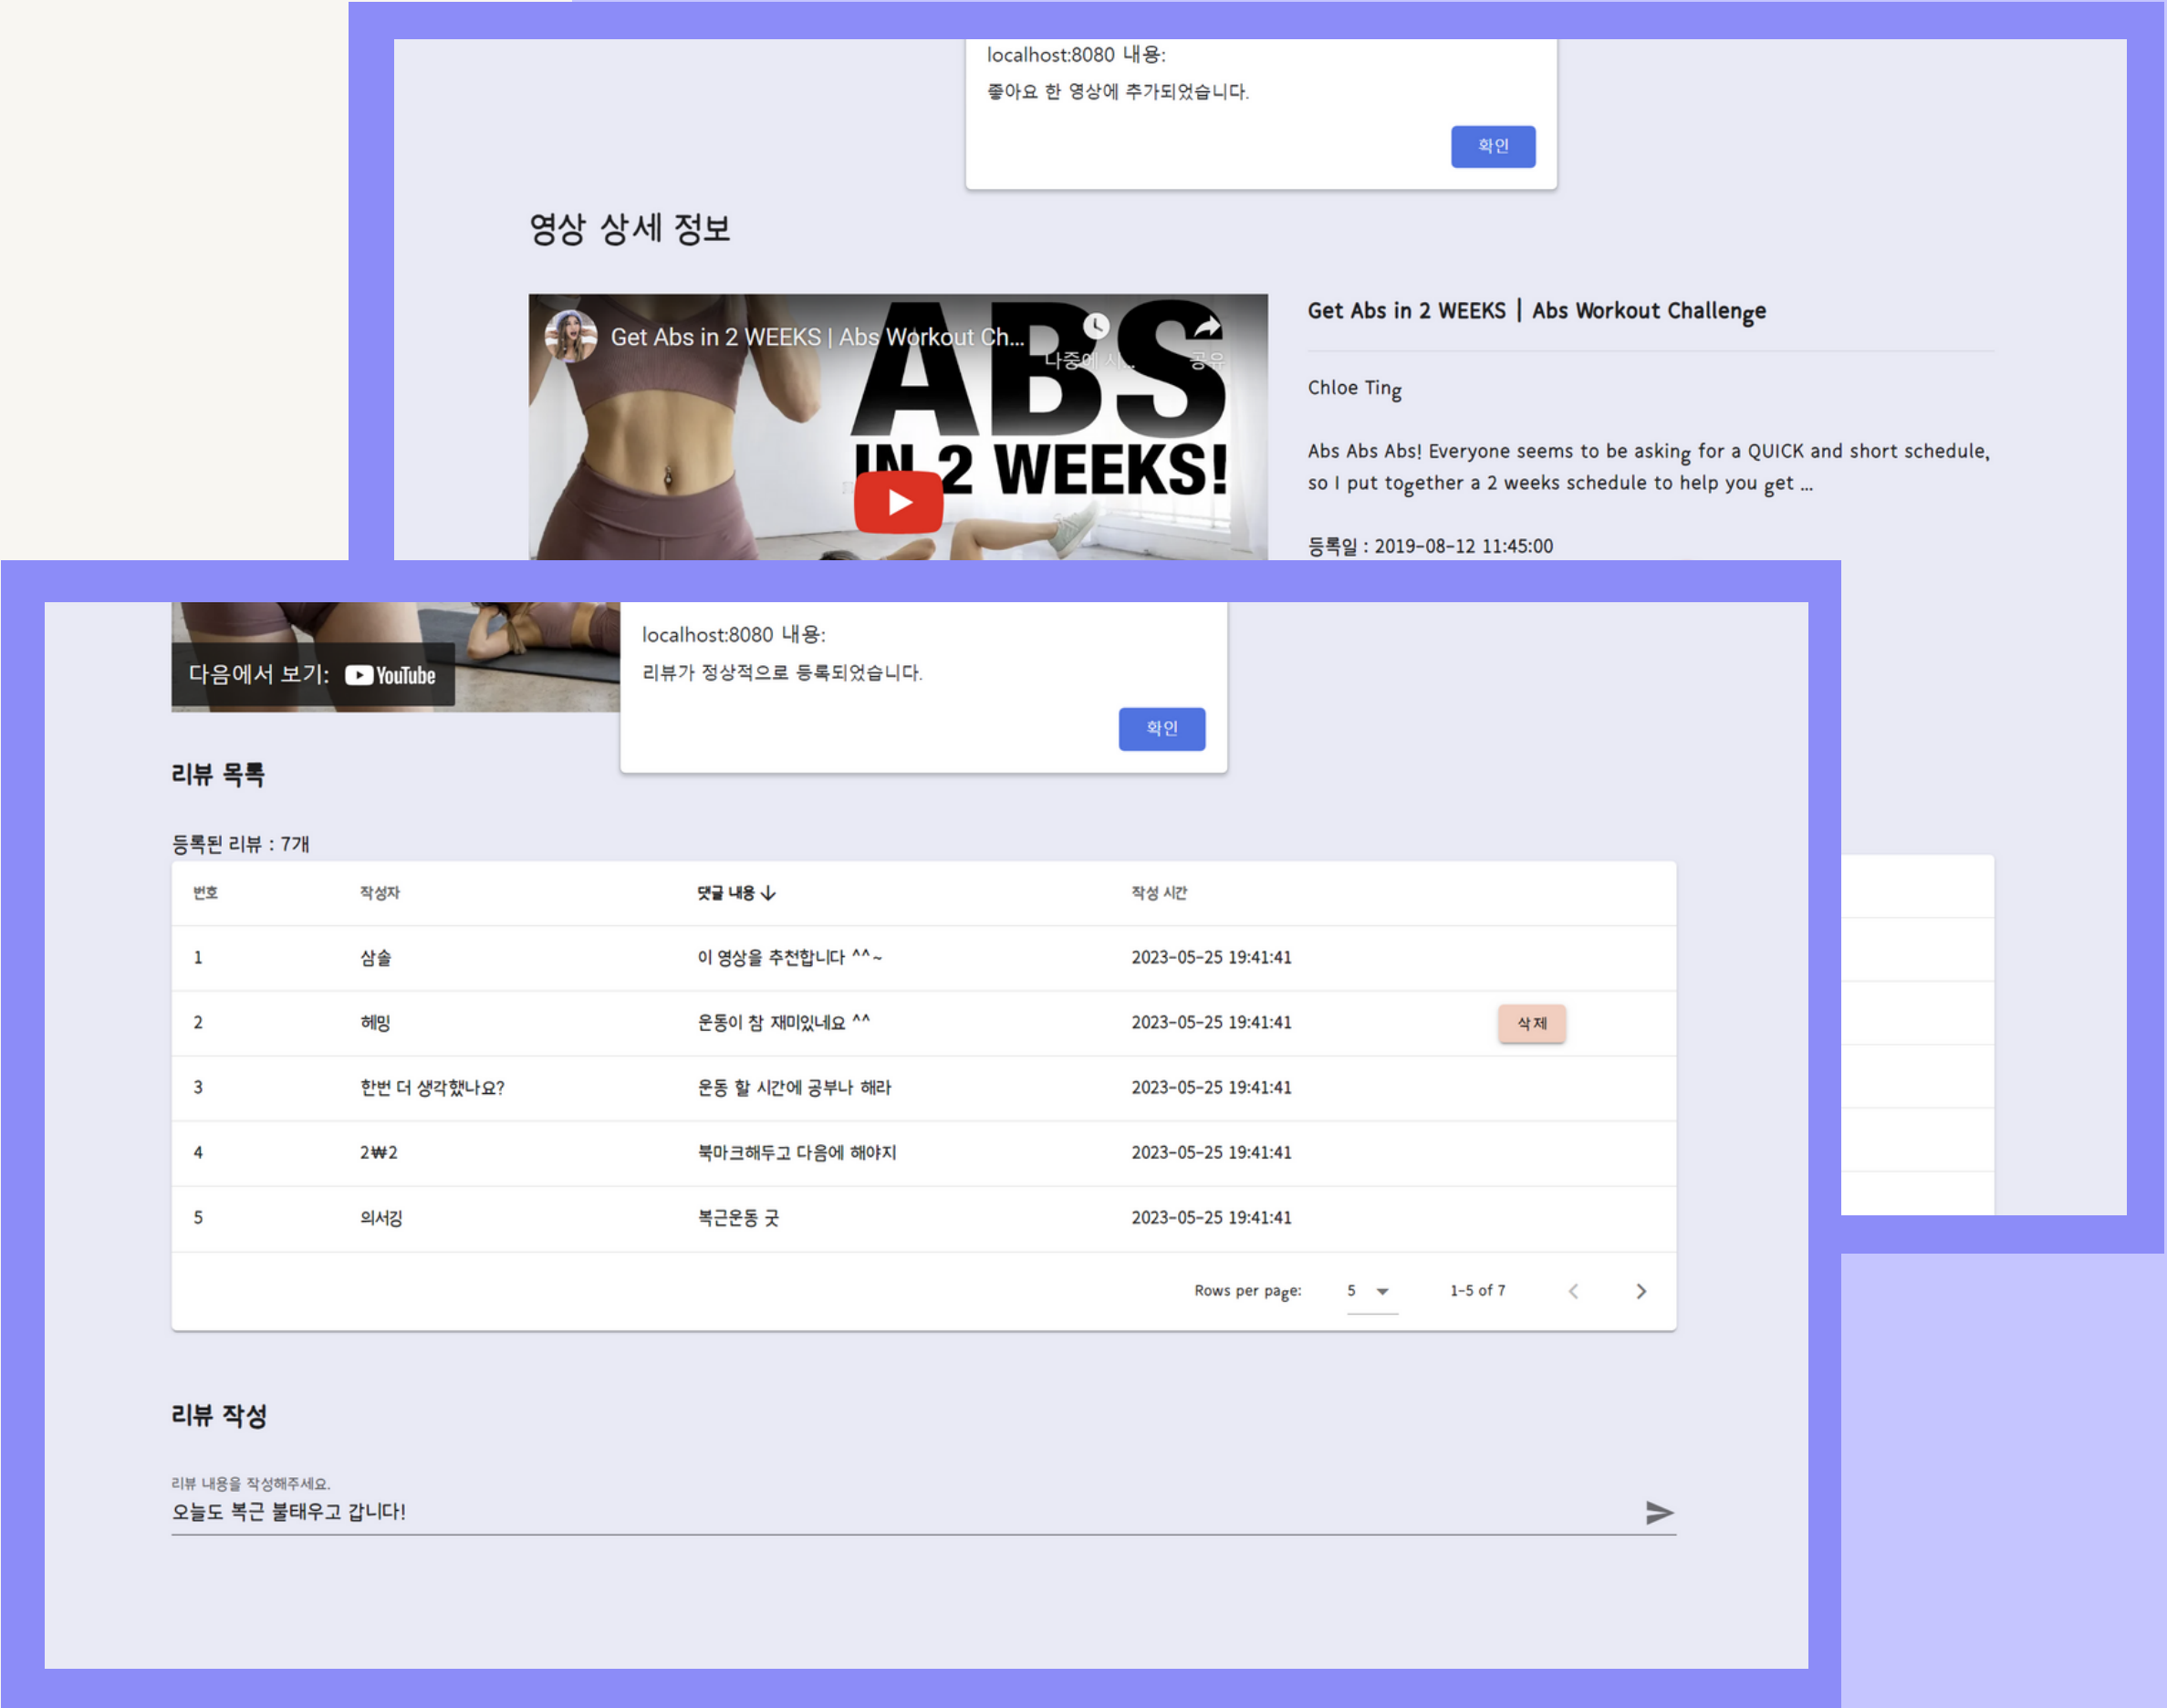 localhost:8080 내용:
좋아요 한 영상에 추가되었습니다.
확인
영상 상세 정보
Get Abs in 2 WEEKS | Abs Workout Ch...
나중에 시...
공유
ABS
IN 2 WEEKS!
Get Abs in 2 WEEKS | Abs Workout Challenge
Chloe Ting
Abs Abs Abs! Everyone seems to be asking for a QUICK and short schedule,
so I put together a 2 weeks schedule to help you get ...
등록일 : 2019-08-12 11:45:00
다음에서 보기: YouTube
localhost:8080 내용:
리뷰가 정상적으로 등록되었습니다.
확인
리뷰 목록
등록된 리뷰 : 7개
번호 작성자 댓글 내용 ↓ 작성 시간
1 삼솔 이 영상을 추천합니다 ^^~ 2023-05-25 19:41:41
2 헤밍 운동이 참 재미있네요 ^^ 2023-05-25 19:41:41 삭제
3 한번 더 생각했나요? 운동 할 시간에 공부나 해라 2023-05-25 19:41:41
4 2₩2 북마크해두고 다음에 해야지 2023-05-25 19:41:41
5 의서깅 복근운동 굿 2023-05-25 19:41:41
Rows per page: 5 1-5 of 7
리뷰 작성
리뷰 내용을 작성해주세요.
오늘도 복근 불태우고 갑니다!